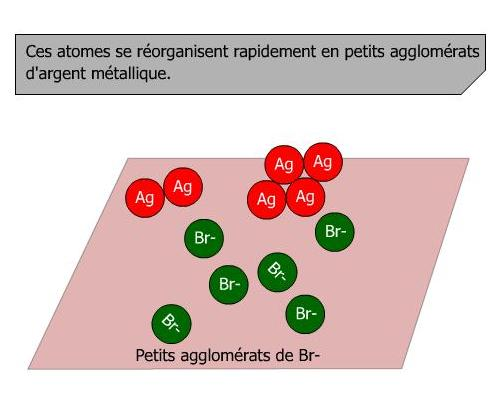 Ces atomes se réorganisent rapidement en petits agglomérats
d'argent métallique.
Ag Ag
Ag Ag
Ag Ag
Br- Br-
Br- Br-
Br- Br-
Petits agglomérats de Br-